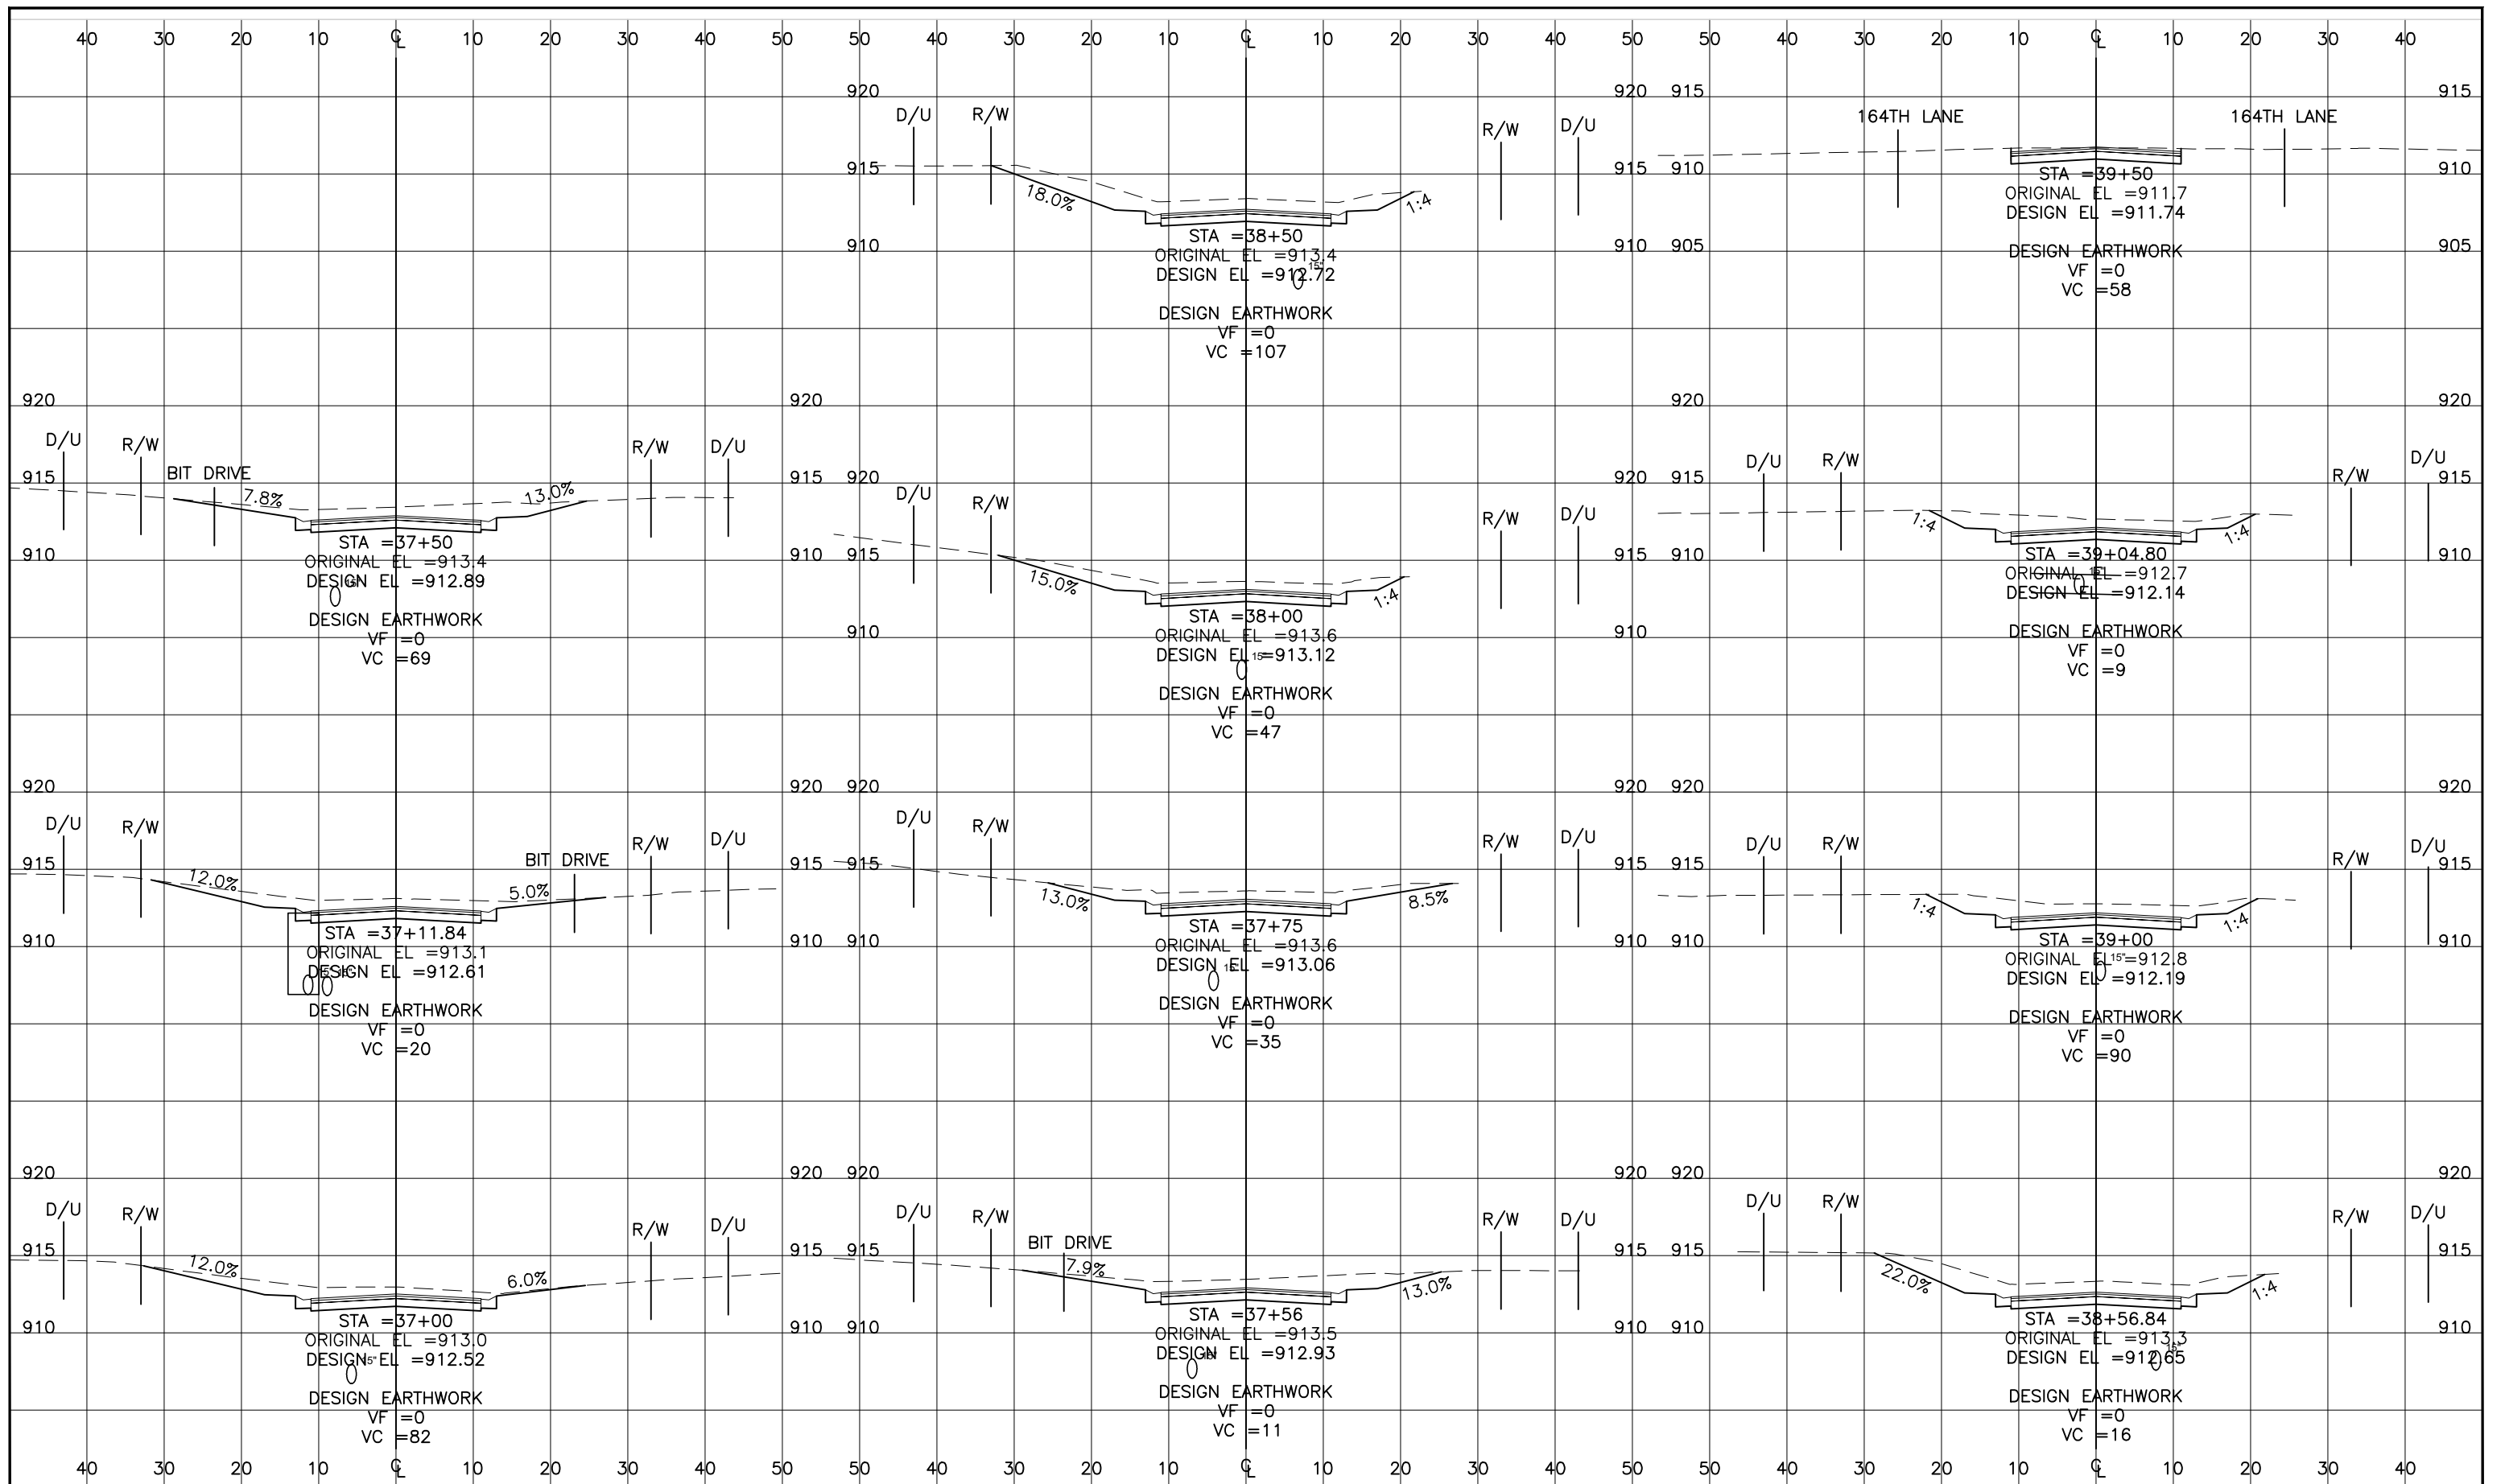 40 30 20 10 ℄ 10 20 30 40 50 50 40 30 20 10 ℄ 10 20 30 40 50 50 40 30 20 10 ℄ 10 20 30 40
920 920 915 915
D/U R/W R/W D/U
164TH LANE 164TH LANE
915 915 910 910
18.0% 1:4
STA =38+50
ORIGINAL EL =913.4
DESIGN EL =912.72
15"
DESIGN EARTHWORK
VF =0
VC =107
910 910 905 905
STA =39+50
ORIGINAL EL =911.7
DESIGN EL =911.74
DESIGN EARTHWORK
VF =0
VC =58
920 920 920 920
D/U R/W BIT DRIVE R/W D/U
915 915
7.8% 13.0%
910 910
STA =37+50
ORIGINAL EL =913.4
DESIGN EL =912.89
DESIGN EARTHWORK
VF =0
VC =69
920 920
D/U R/W R/W D/U
915 915
15.0% 1:4
910 910
STA =38+00
ORIGINAL EL =913.6
DESIGN EL =913.12
15"
DESIGN EARTHWORK
VF =0
VC =47
D/U R/W R/W D/U
915 915
1:4 1:4
910 910
STA =39+04.80
ORIGINAL EL =912.7
DESIGN EL =912.14
DESIGN EARTHWORK
VF =0
VC =9
920 920 920 920 920 920
D/U R/W BIT DRIVE R/W D/U
915 915
12.0% 5.0%
910 910
STA =37+11.84
ORIGINAL EL =913.1
DESIGN EL =912.61
DESIGN EARTHWORK
VF =0
VC =20
D/U R/W R/W D/U
915 915
13.0% 8.5%
910 910
STA =37+75
ORIGINAL EL =913.6
DESIGN EL =913.06
DESIGN EARTHWORK
VF =0
VC =35
D/U R/W R/W D/U
915 915
1:4 1:4
910 910
STA =39+00
ORIGINAL EL =912.8
15"
DESIGN EL =912.19
DESIGN EARTHWORK
VF =0
VC =90
920 920 920 920 920 920
D/U R/W R/W D/U
915 915
12.0% 6.0%
910 910
STA =37+00
ORIGINAL EL =913.0
DESIGN EL =912.52
15"
DESIGN EARTHWORK
VF =0
VC =82
D/U R/W BIT DRIVE R/W D/U
915 915
7.9% 13.0%
910 910
STA =37+56
ORIGINAL EL =913.5
DESIGN EL =912.93
DESIGN EARTHWORK
VF =0
VC =11
D/U R/W R/W D/U
915 915
22.0% 1:4
910 910
STA =38+56.84
ORIGINAL EL =913.3
DESIGN EL =912.65
15"
DESIGN EARTHWORK
VF =0
VC =16
40 30 20 10 ℄ 10 20 30 40 50 50 40 30 20 10 ℄ 10 20 30 40 50 50 40 30 20 10 ℄ 10 20 30 40